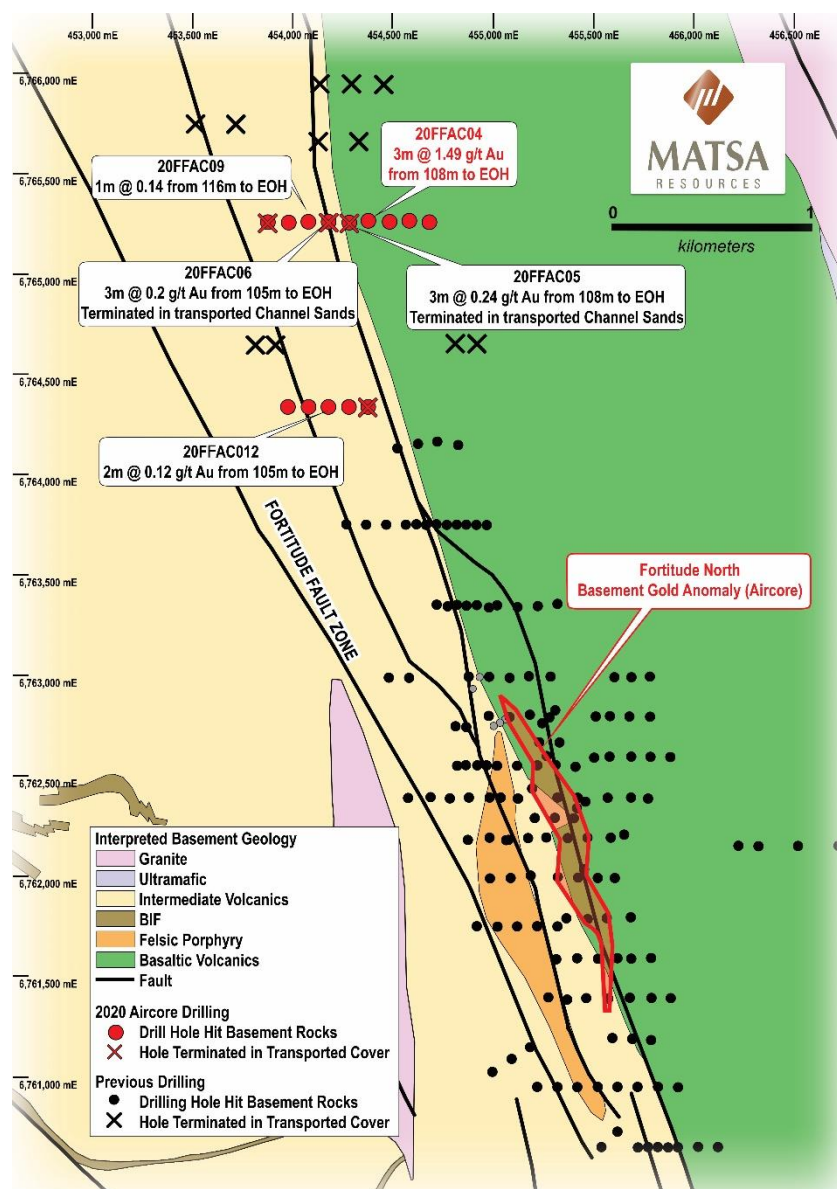 453,000 mE
453,500 mE
454,000 mE
454,500 mE
455,000 mE
455,500 mE
456,000 mE
456,500 mE
6,766,000 mE
6,765,500 mE
6,765,000 mE
6,764,500 mE
6,764,000 mE
6,763,500 mE
6,763,000 mE
6,762,500 mE
6,762,000 mE
6,761,500 mE
6,761,000 mE
MATSA
RESOURCES
0
1
kilometers
20FFAC09
1m @ 0.14 from 116m to EOH
20FFAC04
3m @ 1.49 g/t Au
from 108m to EOH
20FFAC06
3m @ 0.2 g/t Au from 105m to EOH
Terminated in transported Channel Sands
20FFAC05
3m @ 0.24 g/t Au from 108m to EOH
Terminated in transported Channel Sands
20FFAC012
2m @ 0.12 g/t Au from 105m to EOH
FORTITUDE FAULT ZONE
Fortitude North
Basement Gold Anomaly (Aircore)
Interpreted Basement Geology
Granite
Ultramafic
Intermediate Volcanics
BIF
Felsic Porphyry
Basaltic Volcanics
Fault
2020 Aircore Drilling
Drill Hole Hit Basement Rocks
Hole Terminated in Transported Cover
Previous Drilling
Drilling Hole Hit Basement Rocks
Hole Terminated in Transported Cover